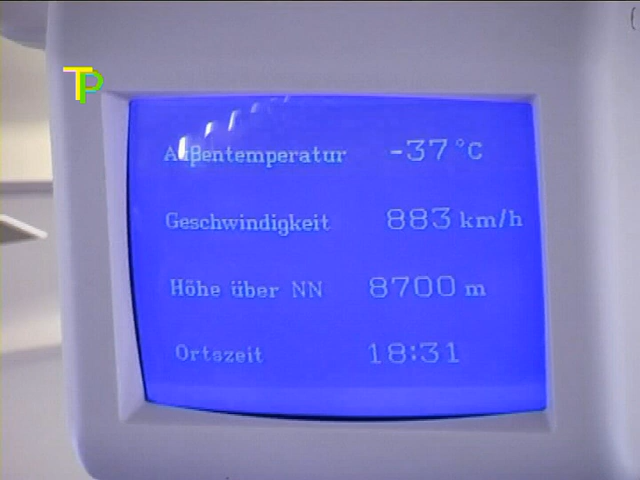 TP
Außentemperatur -37°C
Geschwindigkeit 883 km/h
Höhe über NN 8700 m
Ortszeit 18:31